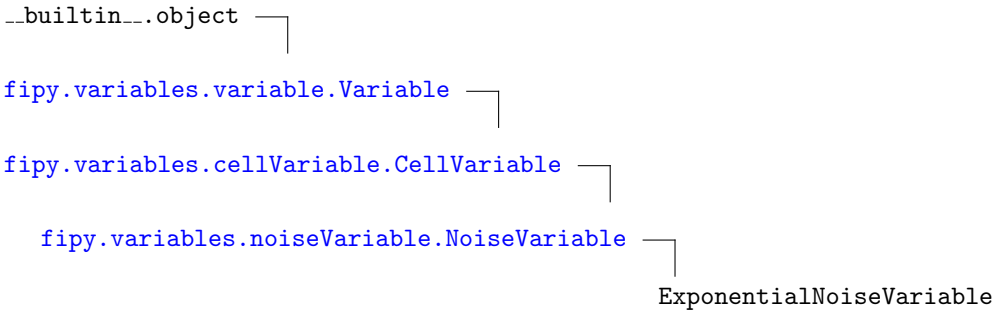 __builtin__.object
fipy.variables.variable.Variable
fipy.variables.cellVariable.CellVariable
fipy.variables.noiseVariable.NoiseVariable
ExponentialNoiseVariable